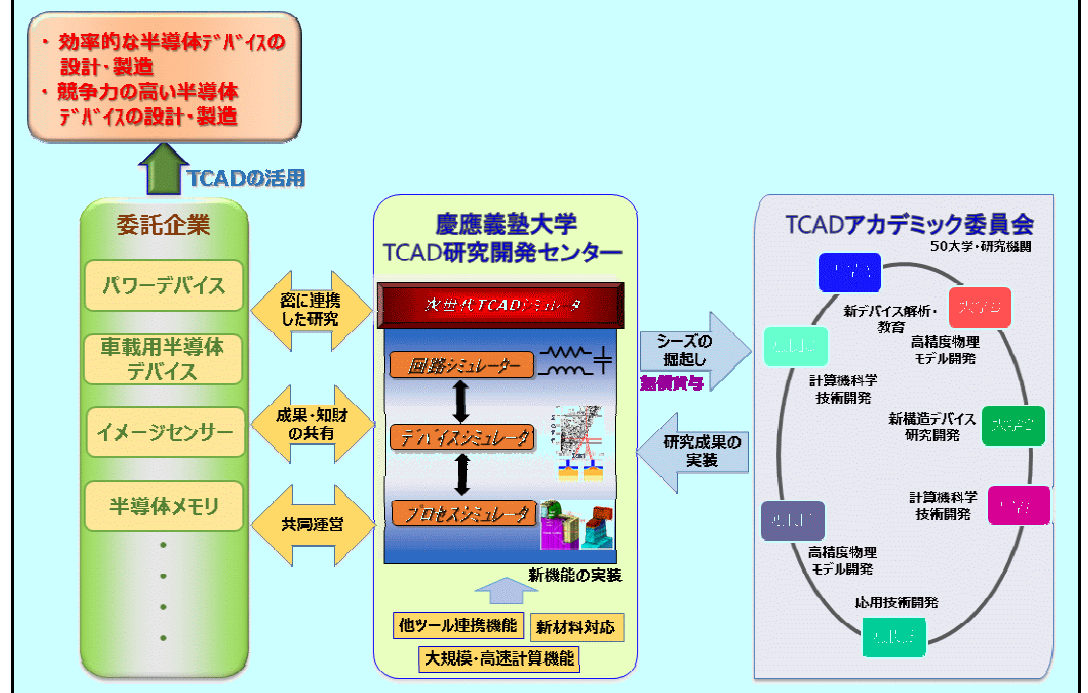 ・ 効率的な半導体ﾃﾞﾊﾞｲｽの
設計・製造
・ 競争力の高い半導体
ﾃﾞﾊﾞｲｽの設計・製造
TCADの活用
委託企業
パワーデバイス
車載用半導体
デバイス
イメージセンサー
半導体メモリ
密に連携
した研究
成果・知財
の共有
共同運営
慶應義塾大学
TCAD研究開発センター
次世代TCADシミュレータ
回路シミュレーター
デバイスシミュレータ
プロセスシミュレータ
新機能の実装
他ツール連携機能
新材料対応
大規模・高速計算機能
シーズの
掘起し
無償貸与
研究成果の
実装
TCADアカデミック委員会
50大学・研究機関
新デバイス解析・
教育
高精度物理
モデル開発
計算機科学
技術開発
新構造デバイス
研究開発
計算機科学
技術開発
高精度物理
モデル開発
応用技術開発